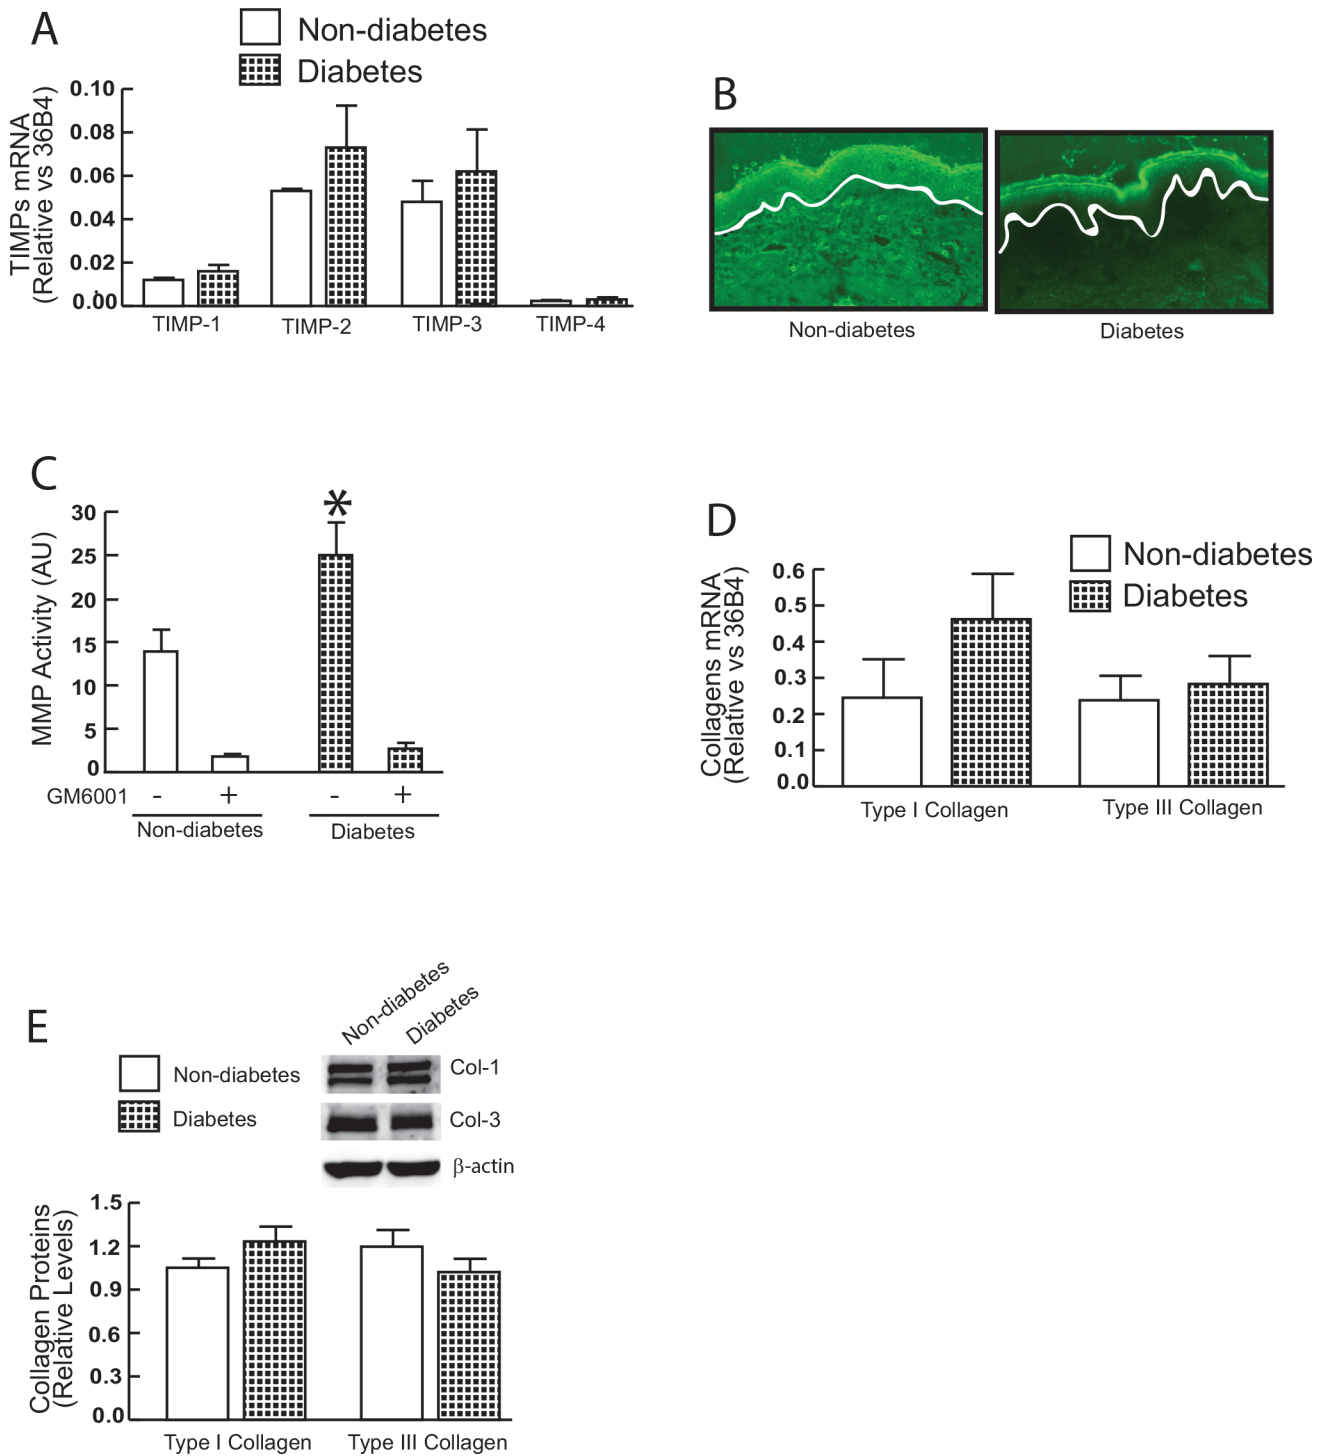 A
Non-diabetes
Diabetes
TIMPs mRNA
(Relative vs 36B4)
0.10
0.08
0.06
0.04
0.02
0.00
TIMP-1 TIMP-2 TIMP-3 TIMP-4
B
Non-diabetes Diabetes
C
MMP Activity (AU)
30
25
20
15
10
5
0
*
GM6001 - + - +
Non-diabetes Diabetes
D
Non-diabetes
Diabetes
Collagens mRNA
(Relative vs 36B4)
0.6
0.5
0.4
0.3
0.2
0.1
0.0
Type I Collagen Type III Collagen
E
Non-diabetes
Diabetes
Non-diabetes Diabetes
Col-1
Col-3
β-actin
Collagen Proteins
(Relative Levels)
1.5
1.2
0.9
0.6
0.3
0.0
Type I Collagen Type III Collagen